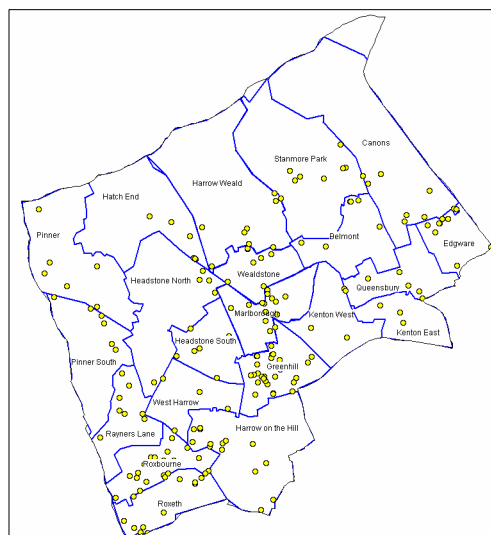 Canons
Stanmore Park
Harrow Weald
Hatch End
Pinner
Belmont
Edgware
Wealdstone
Headstone North
Queensbury
Marlborough
Kenton West
Kenton East
Headstone South
Pinner South
Greenhill
West Harrow
Harrow on the Hill
Rayners Lane
Roxbourne
Roxeth